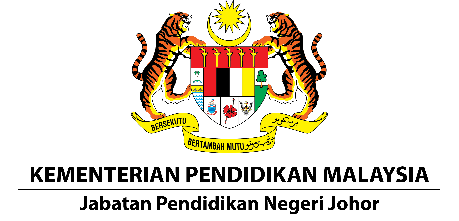 BERSEKUTU
BERTAMBAH MUTU
KEMENTERIAN PENDIDIKAN MALAYSIA
Jabatan Pendidikan Negeri Johor